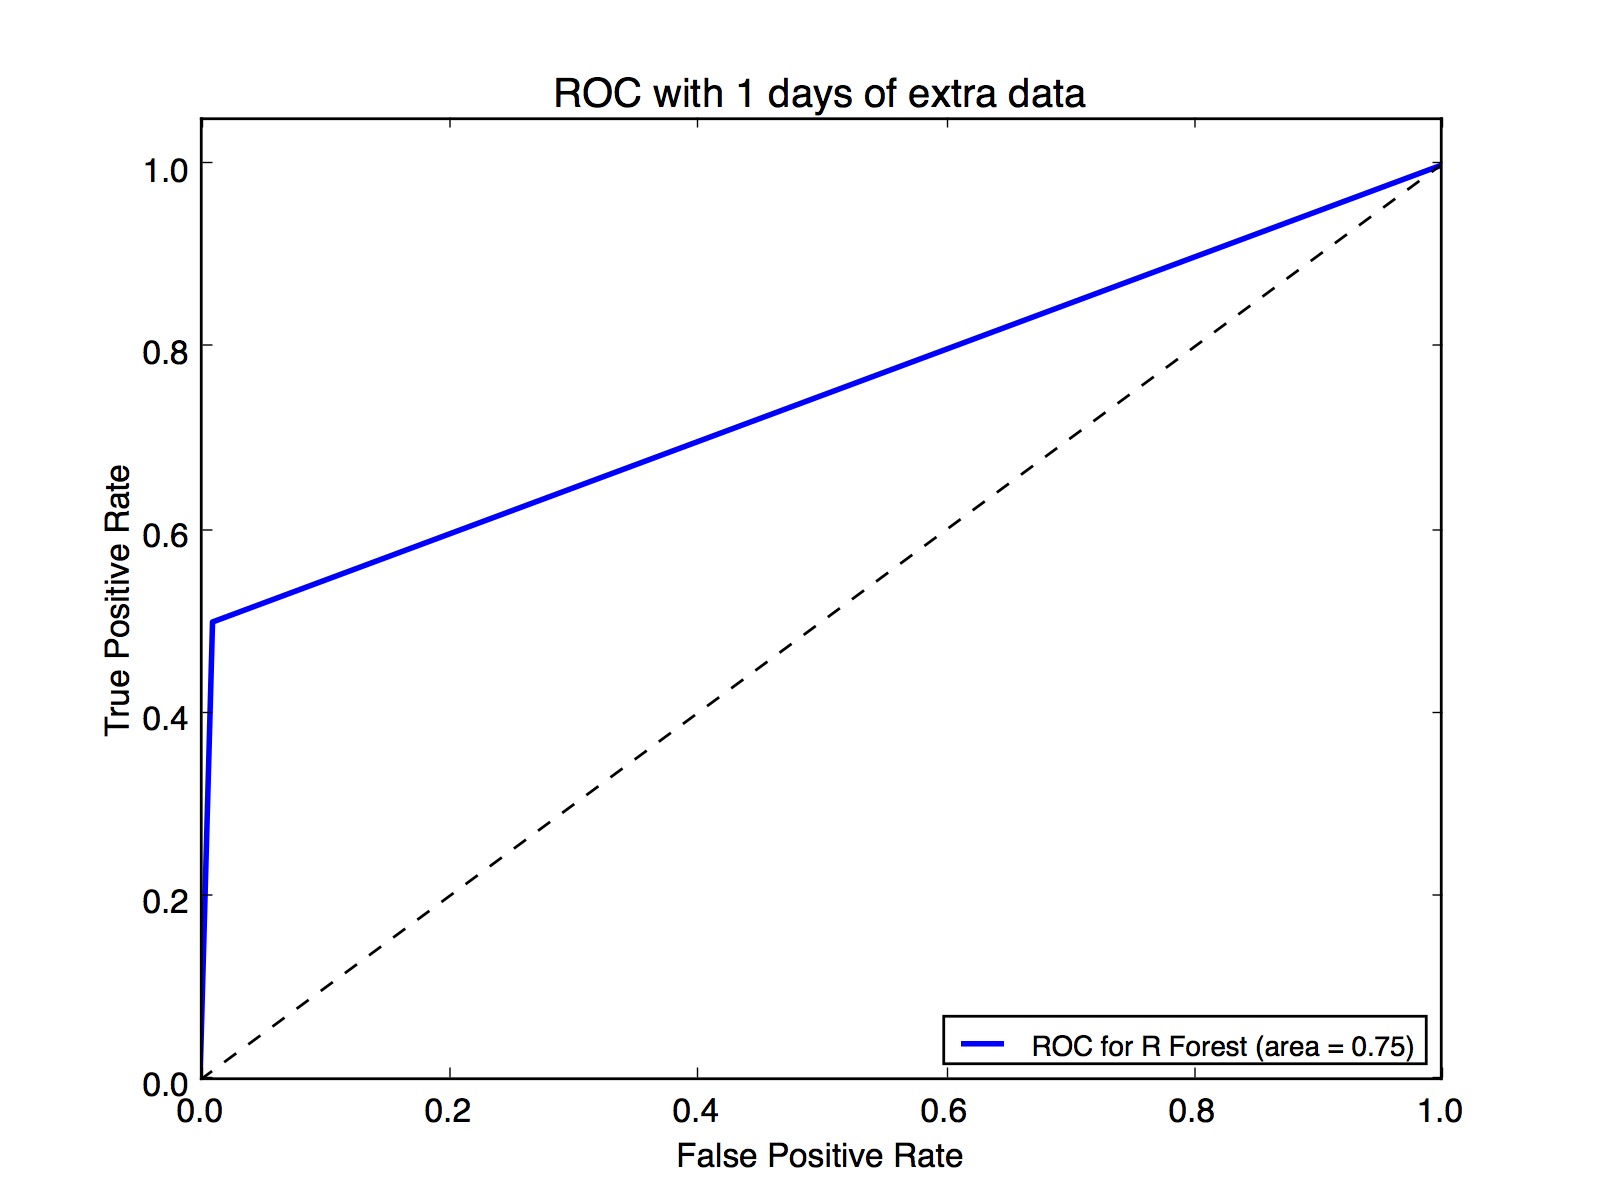 ROC with 1 days of extra data
1.0
0.8
0.6
0.4
0.2
0.0
True Positive Rate
0.0 0.2 0.4 0.6 0.8 1.0
False Positive Rate
ROC for R Forest (area = 0.75)